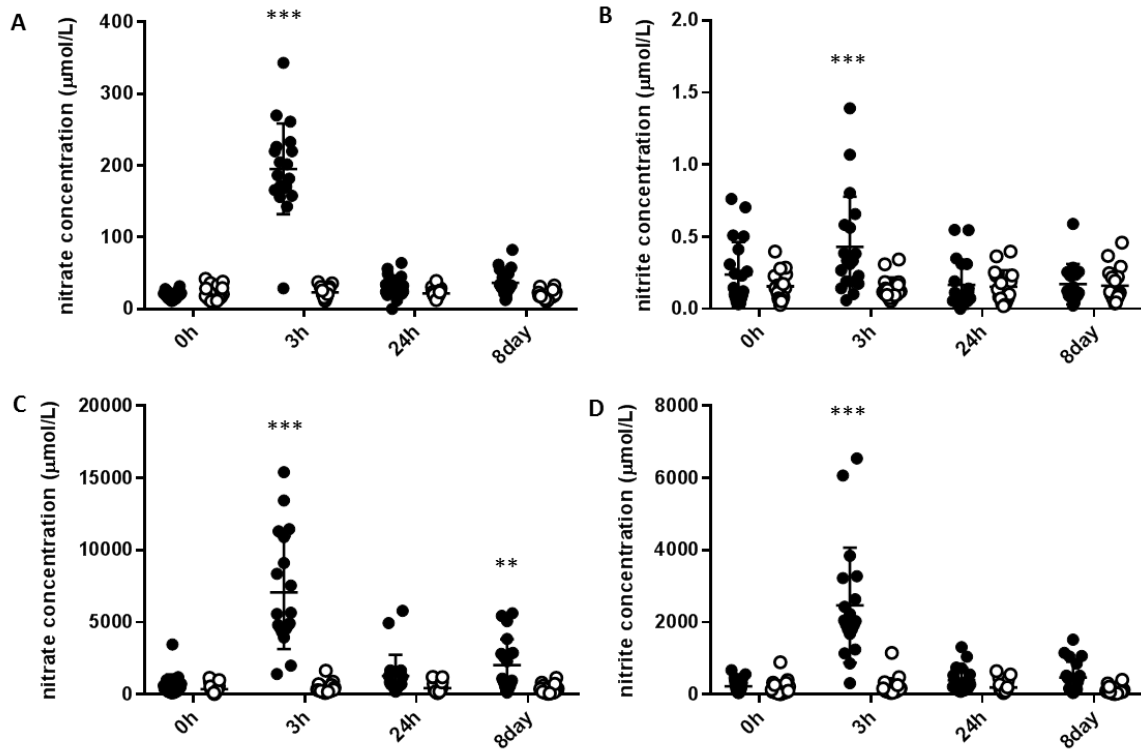 A
nitrate concentration (µmol/L)
400
300
200
100
0
***
0h
3h
24h
8day
B
nitrite concentration (µmol/L)
2.0
1.5
1.0
0.5
0.0
***
0h
3h
24h
8day
C
nitrate concentration (µmol/L)
20000
15000
10000
5000
0
***
**
0h
3h
24h
8day
D
nitrite concentration (µmol/L)
8000
6000
4000
2000
0
***
0h
3h
24h
8day